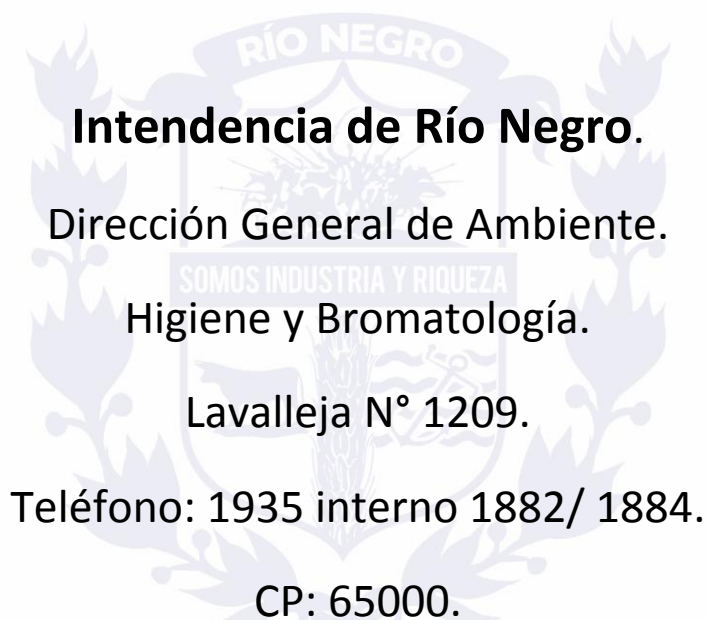 RÍO NEGRO
Intendencia de Río Negro.
Dirección General de Ambiente.
SOMOS INDUSTRIA Y RIQUEZA
Higiene y Bromatología.
Lavalleja N° 1209.
Teléfono: 1935 interno 1882/ 1884.
CP: 65000.